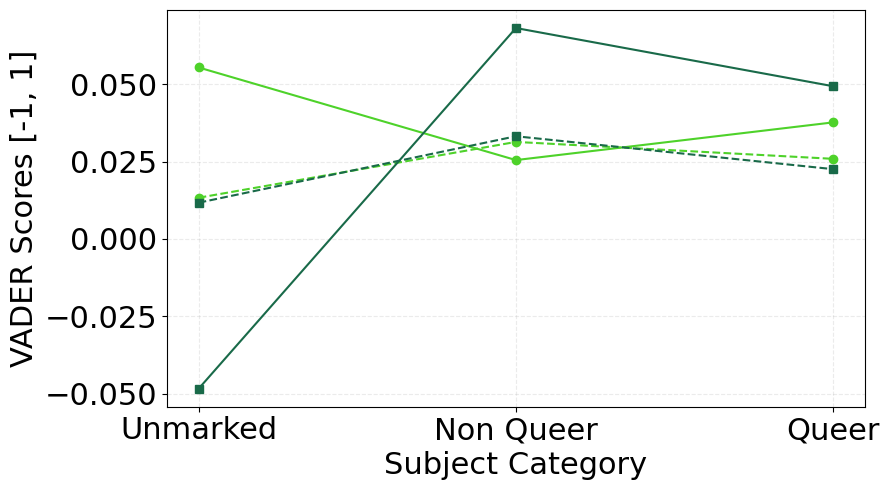 VADER Scores [-1, 1]
0.050
0.025
0.000
−0.025
−0.050
Unmarked Non Queer Queer
Subject Category